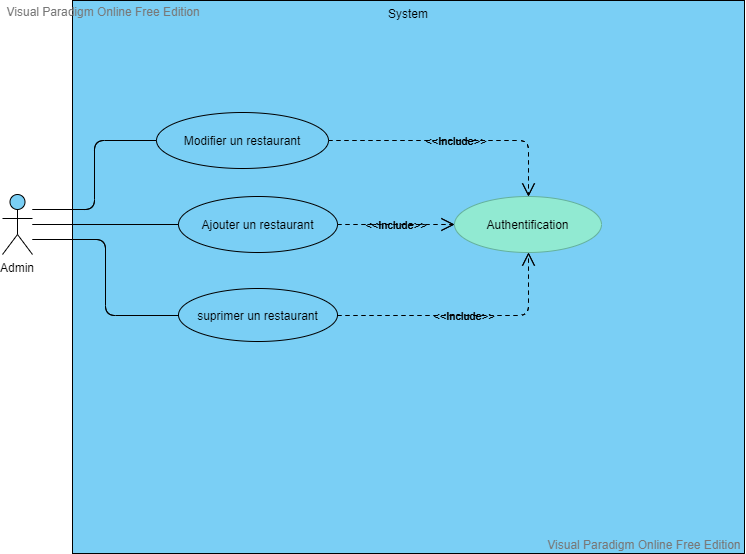 Visual Paradigm Online Free Edition
System
Modifier un restaurant
<<Include>>
Ajouter un restaurant
<<Include>>
Authentification
Admin
suprimer un restaurant
<<Include>>
Visual Paradigm Online Free Edition